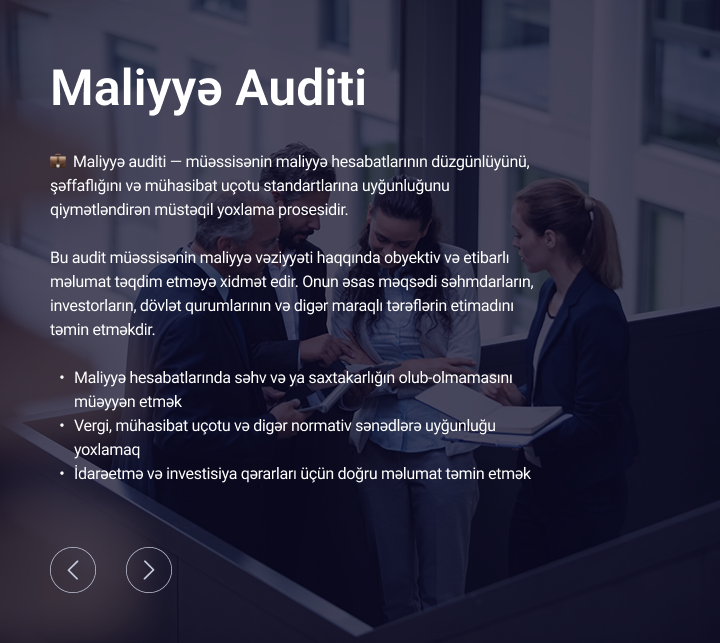 Maliyyə Auditi
💼 Maliyyə auditi — müəssisənin maliyyə hesabatlarının düzgünlüyünü,
şəffaflığını və mühasibat uçotu standartlarına uyğunluğunu
qiymətləndirən müstəqil yoxlama prosesidir.
Bu audit müəssisənin maliyyə vəziyyəti haqqında obyektiv və etibarlı
məlumat təqdim etməyə xidmət edir. Onun əsas məqsədi səhmdarların,
investorların, dövlət qurumlarının və digər maraqlı tərəflərin etimadını
təmin etməkdir.
• Maliyyə hesabatlarında səhv və ya saxtakarlığın olub-olmamasını
müəyyən etmək
• Vergi, mühasibat uçotu və digər normativ sənədlərə uyğunluğu
yoxlamaq
• İdarəetmə və investisiya qərarları üçün doğru məlumat təmin etmək